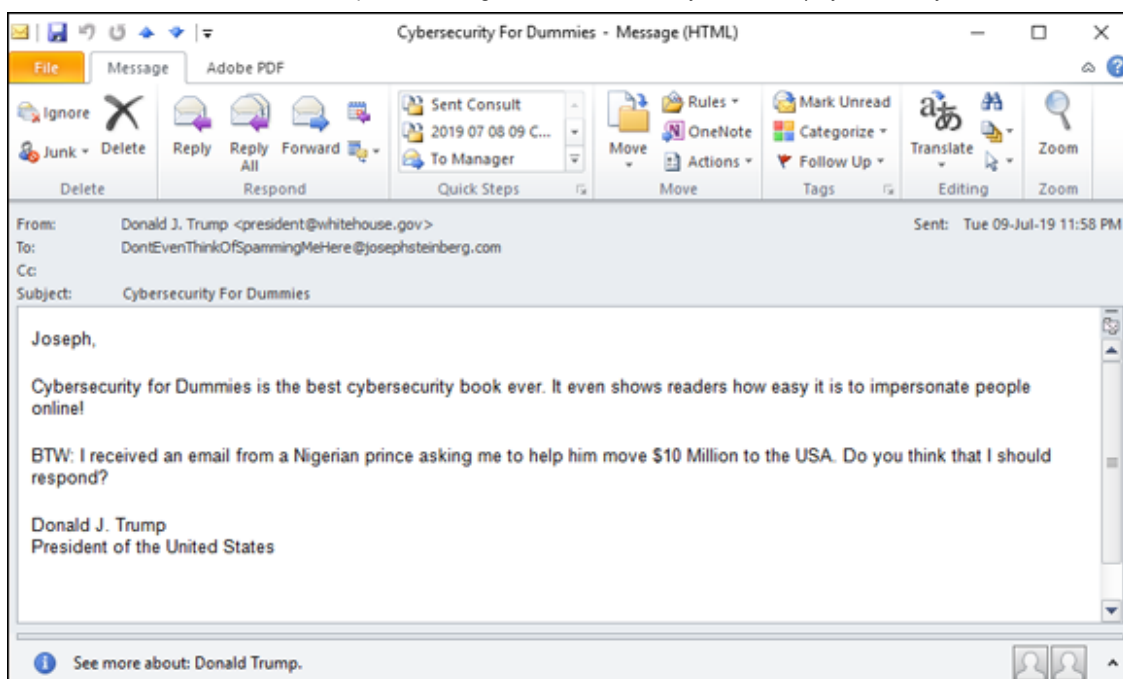 Cybersecurity For Dummies - Message (HTML)
File Message Adobe PDF
Ignore
Junk
Delete
Reply
Reply All
Forward
Sent Consult
2019 07 08 09 C...
To Manager
Move
Rules
OneNote
Actions
Mark Unread
Categorize
Follow Up
Translate
Zoom
Delete Respond Quick Steps Move Tags Editing Zoom
From: Donald J. Trump <president@whitehouse.gov> Sent: Tue 09-Jul-19 11:58 PM
To: DontEvenThinkOfSpammingMeHere@josephsteinberg.com
Cc:
Subject: Cybersecurity For Dummies
Joseph,
Cybersecurity for Dummies is the best cybersecurity book ever. It even shows readers how easy it is to impersonate people
online!
BTW: I received an email from a Nigerian prince asking me to help him move $10 Million to the USA. Do you think that I should
respond?
Donald J. Trump
President of the United States
See more about: Donald Trump.